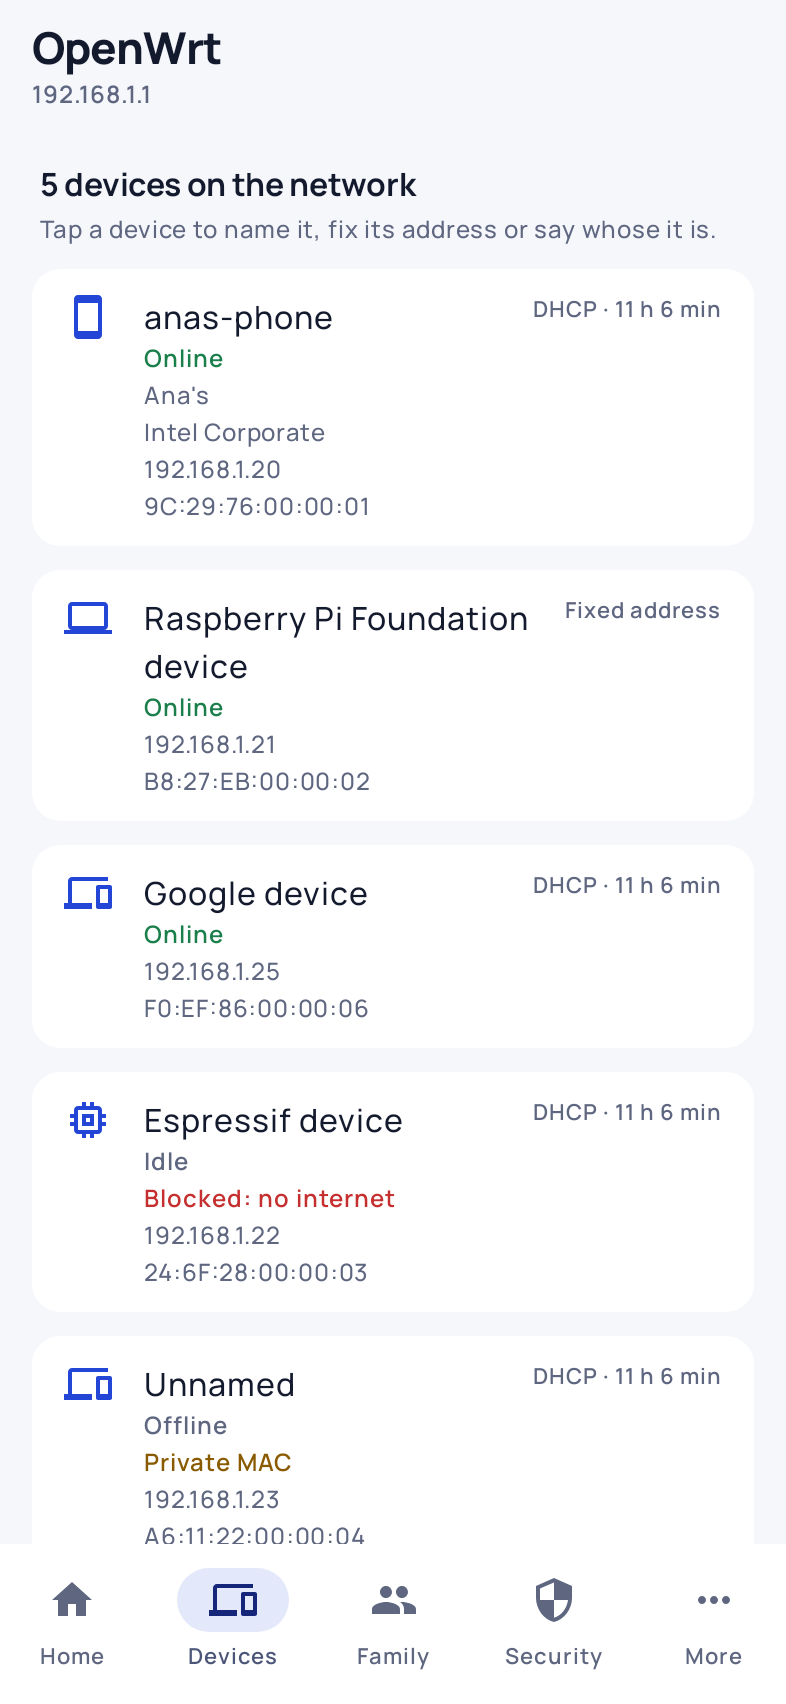 OpenWrt
192.168.1.1
5 devices on the network
Tap a device to name it, fix its address or say whose it is.
anas-phone
DHCP · 11 h 6 min
Online
Ana's
Intel Corporate
192.168.1.20
9C:29:76:00:00:01
Raspberry Pi Foundation device
Fixed address
Online
192.168.1.21
B8:27:EB:00:00:02
Google device
DHCP · 11 h 6 min
Online
192.168.1.25
F0:EF:86:00:00:06
Espressif device
DHCP · 11 h 6 min
Idle
Blocked: no internet
192.168.1.22
24:6F:28:00:00:03
Unnamed
DHCP · 11 h 6 min
Offline
Private MAC
192.168.1.23
A6:11:22:00:00:04
Home
Devices
Family
Security
More